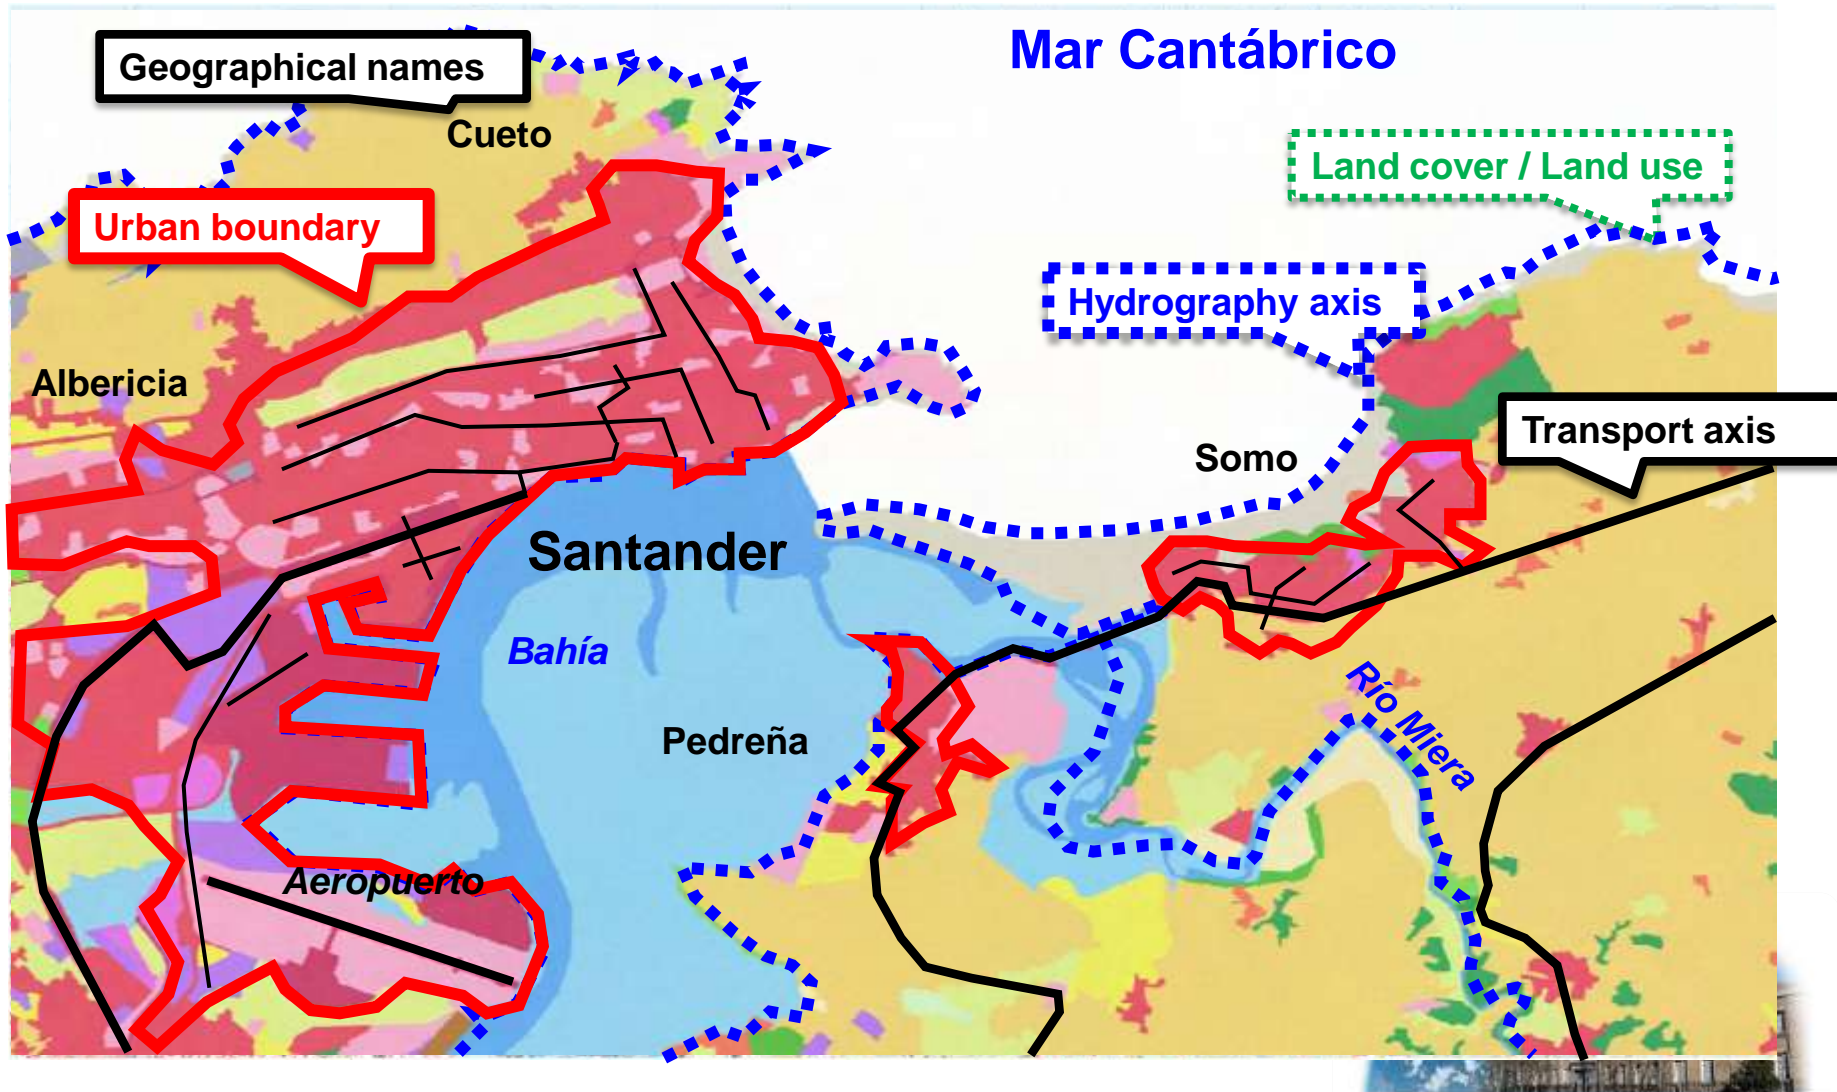 Mar Cantábrico
Geographical names
Cueto
Land cover / Land use
Urban boundary
Hydrography axis
Albericia
Transport axis
Somo
Santander
Bahía
Río Miera
Pedreña
Aeropuerto